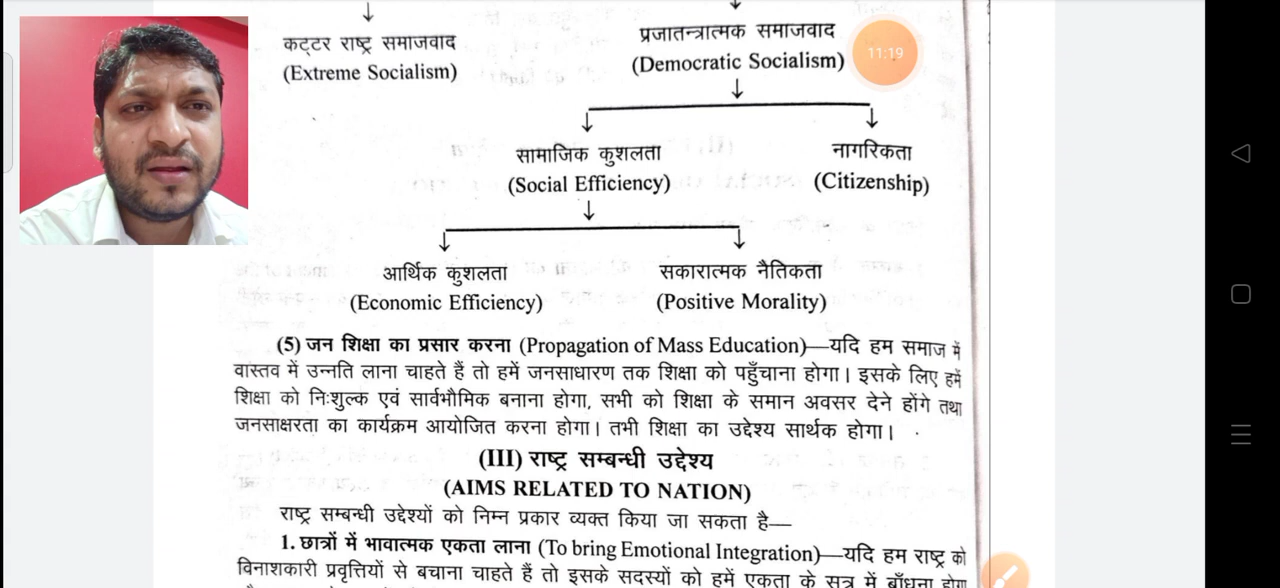 कट्टर राष्ट्र समाजवाद
(Extreme Socialism)
प्रजातन्त्रात्मक समाजवाद
(Democratic Socialism)
11:19
सामाजिक कुशलता
(Social Efficiency)
नागरिकता
(Citizenship)
आर्थिक कुशलता
(Economic Efficiency)
सकारात्मक नैतिकता
(Positive Morality)
(5) जन शिक्षा का प्रसार करना (Propagation of Mass Education)—यदि हम समाज में
वास्तव में उन्नति लाना चाहते हैं तो हमें जनसाधारण तक शिक्षा को पहुँचाना होगा। इसके लिए हमें
शिक्षा को निःशुल्क एवं सार्वभौमिक बनाना होगा, सभी को शिक्षा के समान अवसर देने होंगे तथा
जनसाक्षरता का कार्यक्रम आयोजित करना होगा। तभी शिक्षा का उद्देश्य सार्थक होगा।
(III) राष्ट्र सम्बन्धी उद्देश्य
(AIMS RELATED TO NATION)
राष्ट्र सम्बन्धी उद्देश्यों को निम्न प्रकार व्यक्त किया जा सकता है—
1. छात्रों में भावात्मक एकता लाना (To bring Emotional Integration)—यदि हम राष्ट्र को
विनाशकारी प्रवृत्तियों से बचाना चाहते हैं तो इसके सदस्यों को हमें एकता के सूत्र में बाँधना होगा